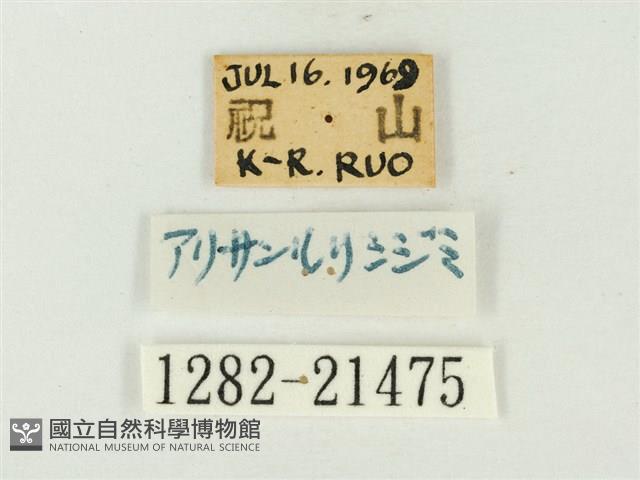 JUL 16. 1969
祝山
K-R. RUO
アリサンルリシジミ
1282-21475
國立自然科學博物館
NATIONAL MUSEUM OF NATURAL SCIENCE